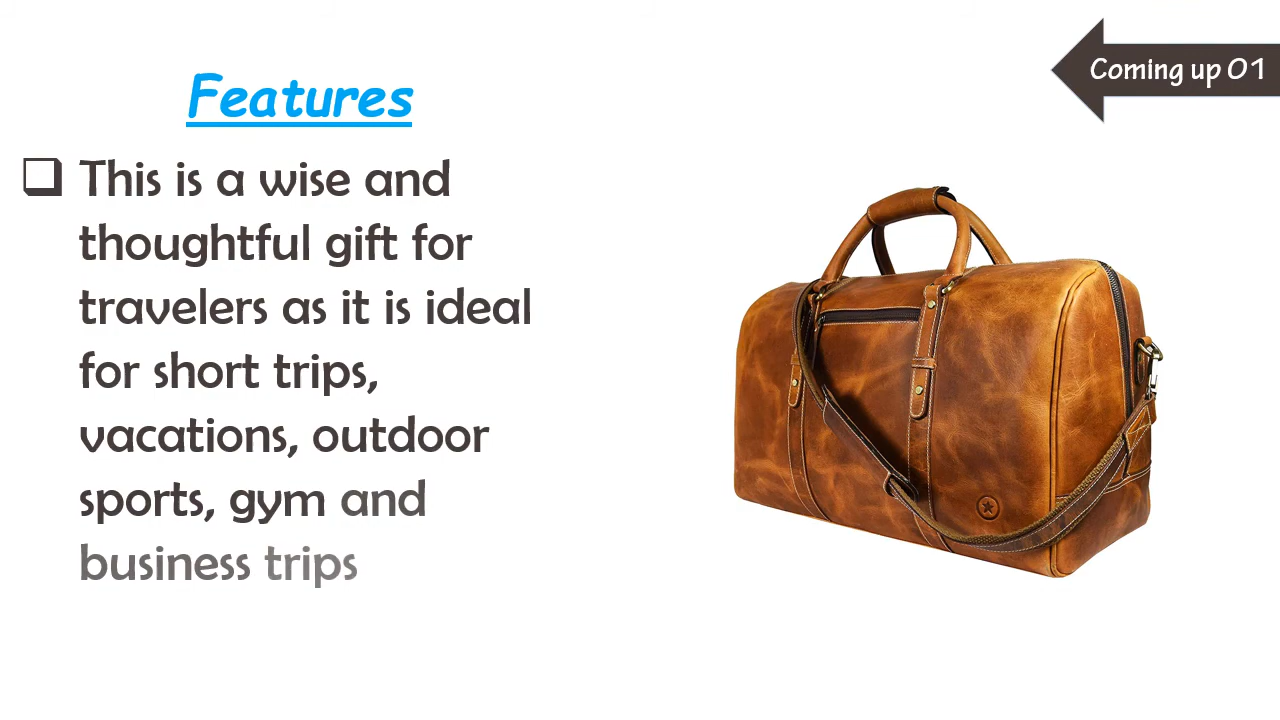 Coming up 01
Features
This is a wise and
thoughtful gift for
travelers as it is ideal
for short trips,
vacations, outdoor
sports, gym and
business trips